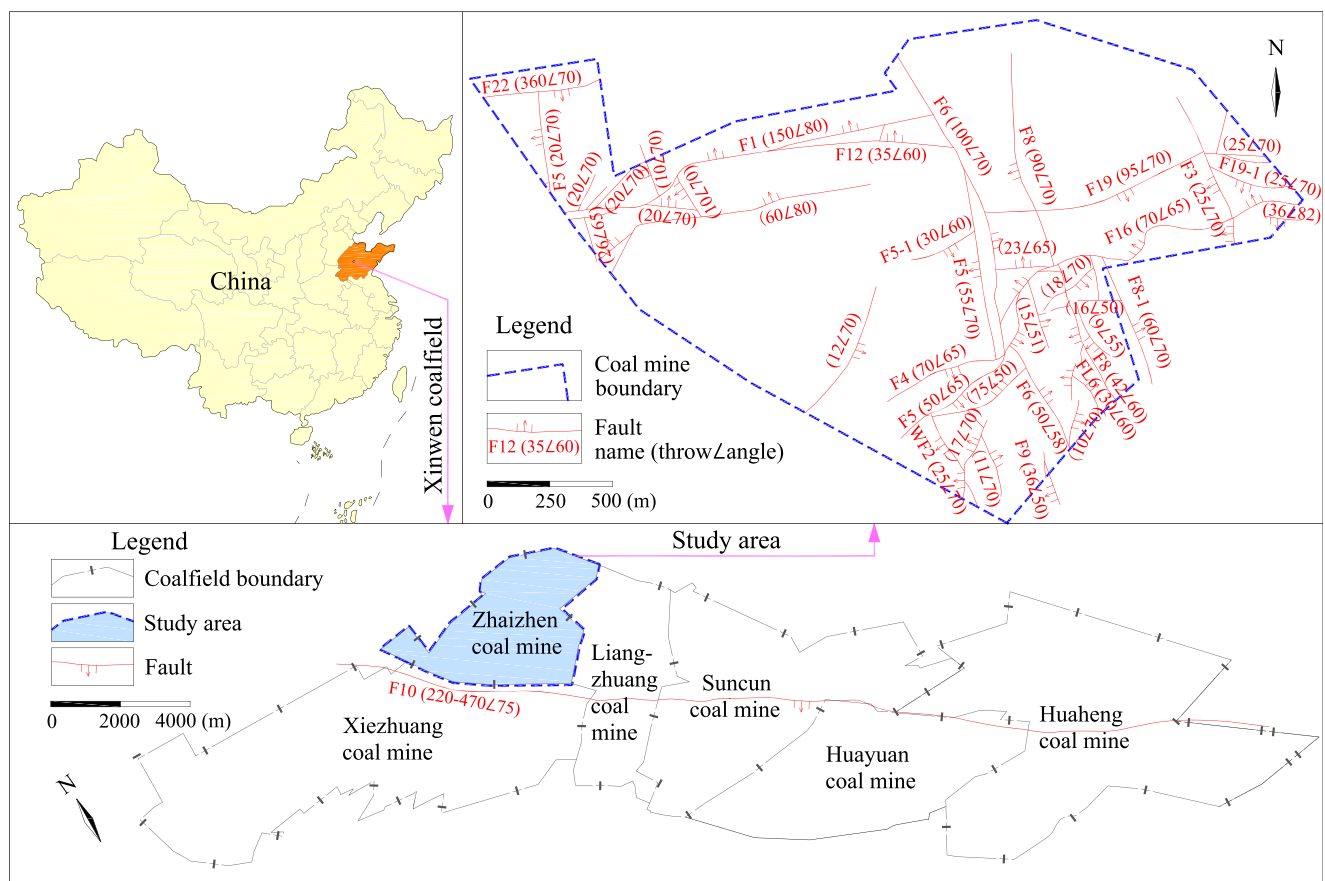 China
Xinwen coalfield
N
F22 (360∠70)
F5 (20∠70)
(20∠70)
(20∠70)
(10∠70)
(10∠70)
(20∠70)
(26∠65)
F1 (150∠80)
F12 (35∠60)
(60∠80)
F6 (100∠70)
F8 (90∠70)
F19 (95∠70)
F3 (25∠70)
(25∠70)
F19-1 (25∠70)
(36∠82)
F16 (70∠65)
F5-1 (30∠60)
(23∠65)
F5 (55∠70)
(18∠70)
(15∠51)
(16∠50)
(9∠55)
F8-1 (60∠70)
(12∠70)
F4 (70∠65)
(75∠50)
F8 (42∠60)
FL6 (30∠60)
F6 (50∠58)
(10∠70)
(17∠70)
WF2 (25∠70)
(11∠70)
F9 (36∠50)
Legend
Coal mine
boundary
F12 (35∠60)
Fault
name (throw∠angle)
0 250 500 (m)
Legend
Coalfield boundary
Study area
Fault
0 2000 4000 (m)
N
Study area
Zhaizhen
coal mine
F10 (220-470∠75)
Xiezhuang
coal mine
Liang-
zhuang
coal
mine
Suncun
coal mine
Huayuan
coal mine
Huaheng
coal mine